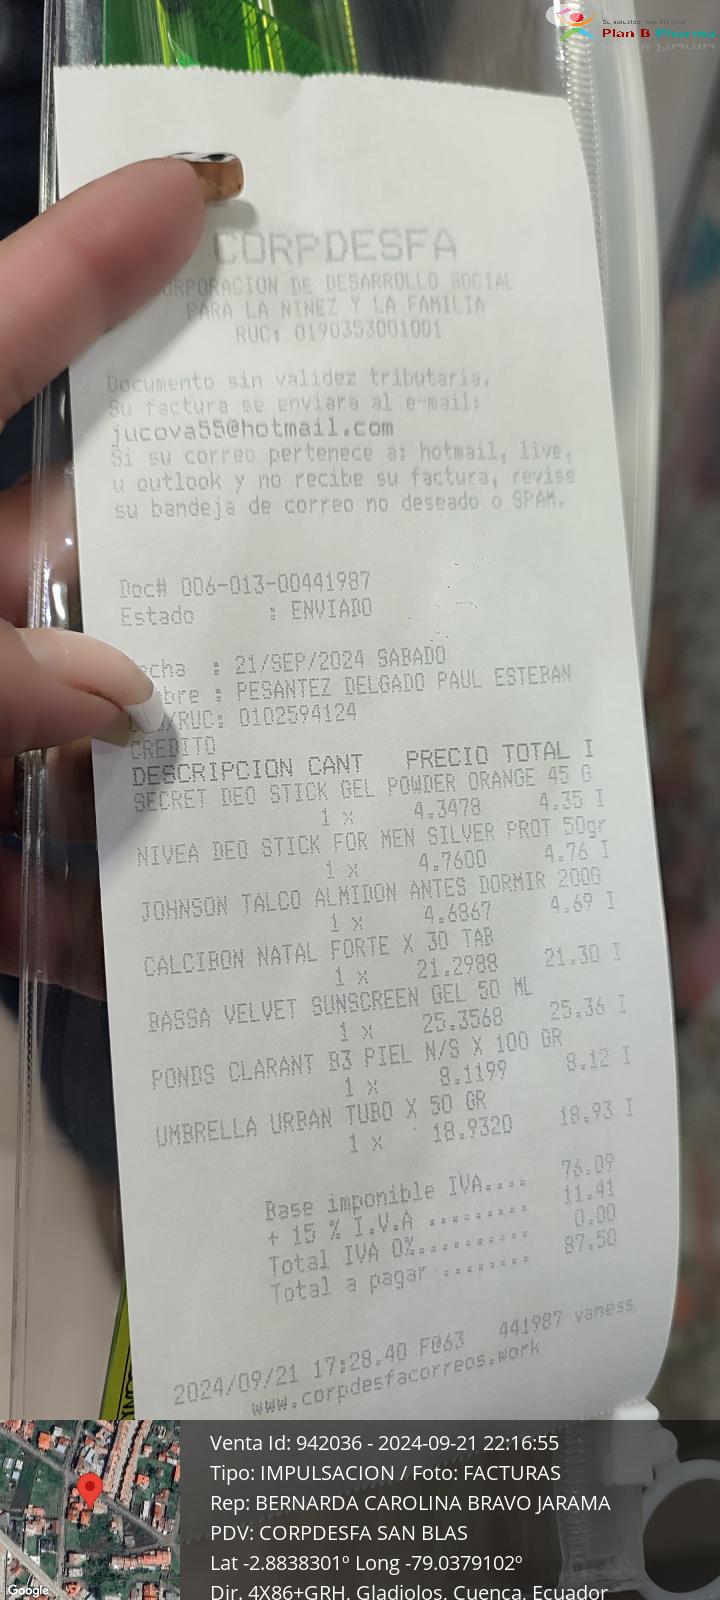 Plan B Pharma
CORPDESFA
CORPORACION DE DESARROLLO SOCIAL
PARA LA NINEZ Y LA FAMILIA
RUC: 0190353001001
Documento sin validez tributaria.
Su factura se enviara al e-mail:
jucova55@hotmail.com
Si su correo pertenece a: hotmail, live,
u outlook y no recibe su factura, revise
su bandeja de correo no deseado o SPAM.
Doc# 006-013-00441987
Estado : ENVIADO
echa : 21/SEP/2024 SABADO
bre : PESANTEZ DELGADO PAUL ESTEBAN
/RUC: 0102594124
CREDITO
DESCRIPCION CANT PRECIO TOTAL I
SECRET DEO STICK GEL POWDER ORANGE 45 G
1 x 4.3478 4.35 I
NIVEA DEO STICK FOR MEN SILVER PROT 50gr
1 x 4.7600 4.76 I
JOHNSON TALCO ALMIDON ANTES DORMIR 200G
1 x 4.6867 4.69 I
CALCIBON NATAL FORTE X 30 TAB
1 x 21.2988 21.30 I
BASSA VELVET SUNSCREEN GEL 50 ML
1 x 25.3568 25.36 I
PONDS CLARANT B3 PIEL N/S X 100 GR
1 x 8.1199 8.12 I
UMBRELLA URBAN TUBO X 50 GR
1 x 18.9320 18.93 I
Base imponible IVA.... 76.09
+ 15 % I.V.A ......... 11.41
Total IVA 0%.......... 0.00
Total a pagar ........ 87.50
2024/09/21 17:28.40 F@63 441987 vaness
www.corpdesfacorreos.work
Venta Id: 942036 - 2024-09-21 22:16:55
Tipo: IMPULSACION / Foto: FACTURAS
Rep: BERNARDA CAROLINA BRAVO JARAMA
PDV: CORPDESFA SAN BLAS
Lat -2.8838301º Long -79.0379102º
Dir. 4X86+GRH, Gladiolos, Cuenca, Ecuador
Google